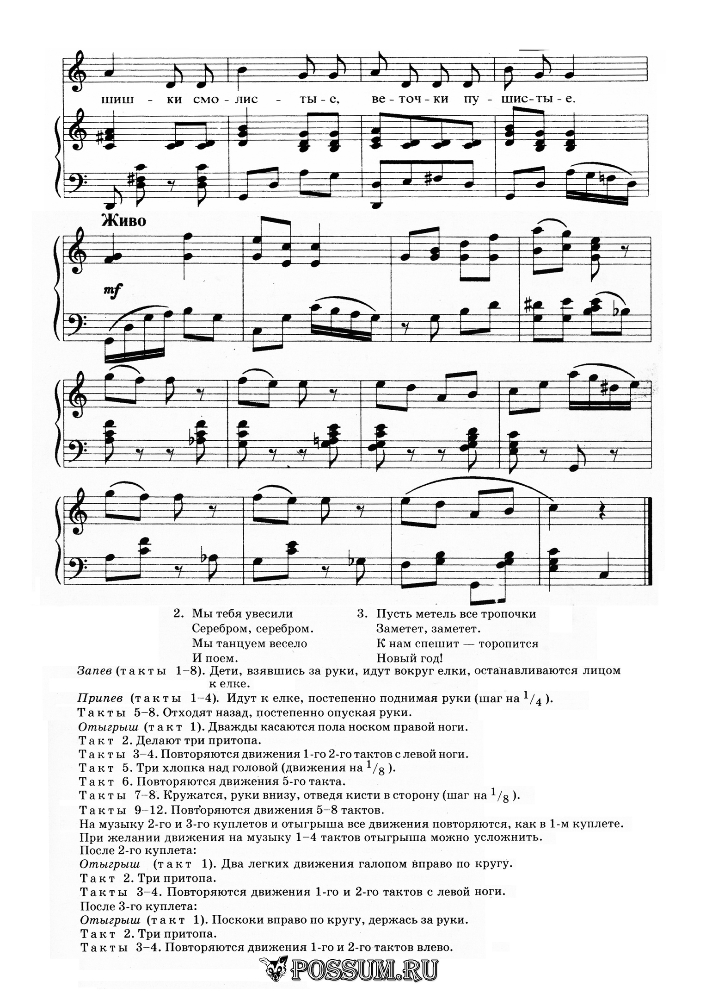 шиш - ки смо - лис - ты - е, ве - точ - ки пу - шис - ты - е.
Живо
mf
2. Мы тебя увесили
Серебром, серебром.
Мы танцуем весело
И поем.
3. Пусть метель все тропочки
Заметет, заметет.
К нам спешит — торопится
Новый год!
Запев (такты 1–8). Дети, взявшись за руки, идут вокруг елки, останавливаются лицом
к елке.
Припев (такты 1–4). Идут к елке, постепенно поднимая руки (шаг на 1/4).
Такты 5–8. Отходят назад, постепенно опуская руки.
Отыгрыш (такт 1). Дважды касаются пола носком правой ноги.
Такт 2. Делают три притопа.
Такты 3–4. Повторяются движения 1-го 2-го тактов с левой ноги.
Такт 5. Три хлопка над головой (движения на 1/8).
Такт 6. Повторяются движения 5-го такта.
Такты 7–8. Кружатся, руки внизу, отведя кисти в сторону (шаг на 1/8).
Такты 9–12. Повторяются движения 5–8 тактов.
На музыку 2-го и 3-го куплетов и отыгрыша все движения повторяются, как в 1-м куплете.
При желании движения на музыку 1–4 тактов отыгрыша можно усложнить.
После 2-го куплета:
Отыгрыш (такт 1). Два легких движения галопом вправо по кругу.
Такт 2. Три притопа.
Такты 3–4. Повторяются движения 1-го и 2-го тактов с левой ноги.
После 3-го куплета:
Отыгрыш (такт 1). Поскоки вправо по кругу, держась за руки.
Такт 2. Три притопа.
Такты 3–4. Повторяются движения 1-го и 2-го тактов влево.
POSSUM.RU